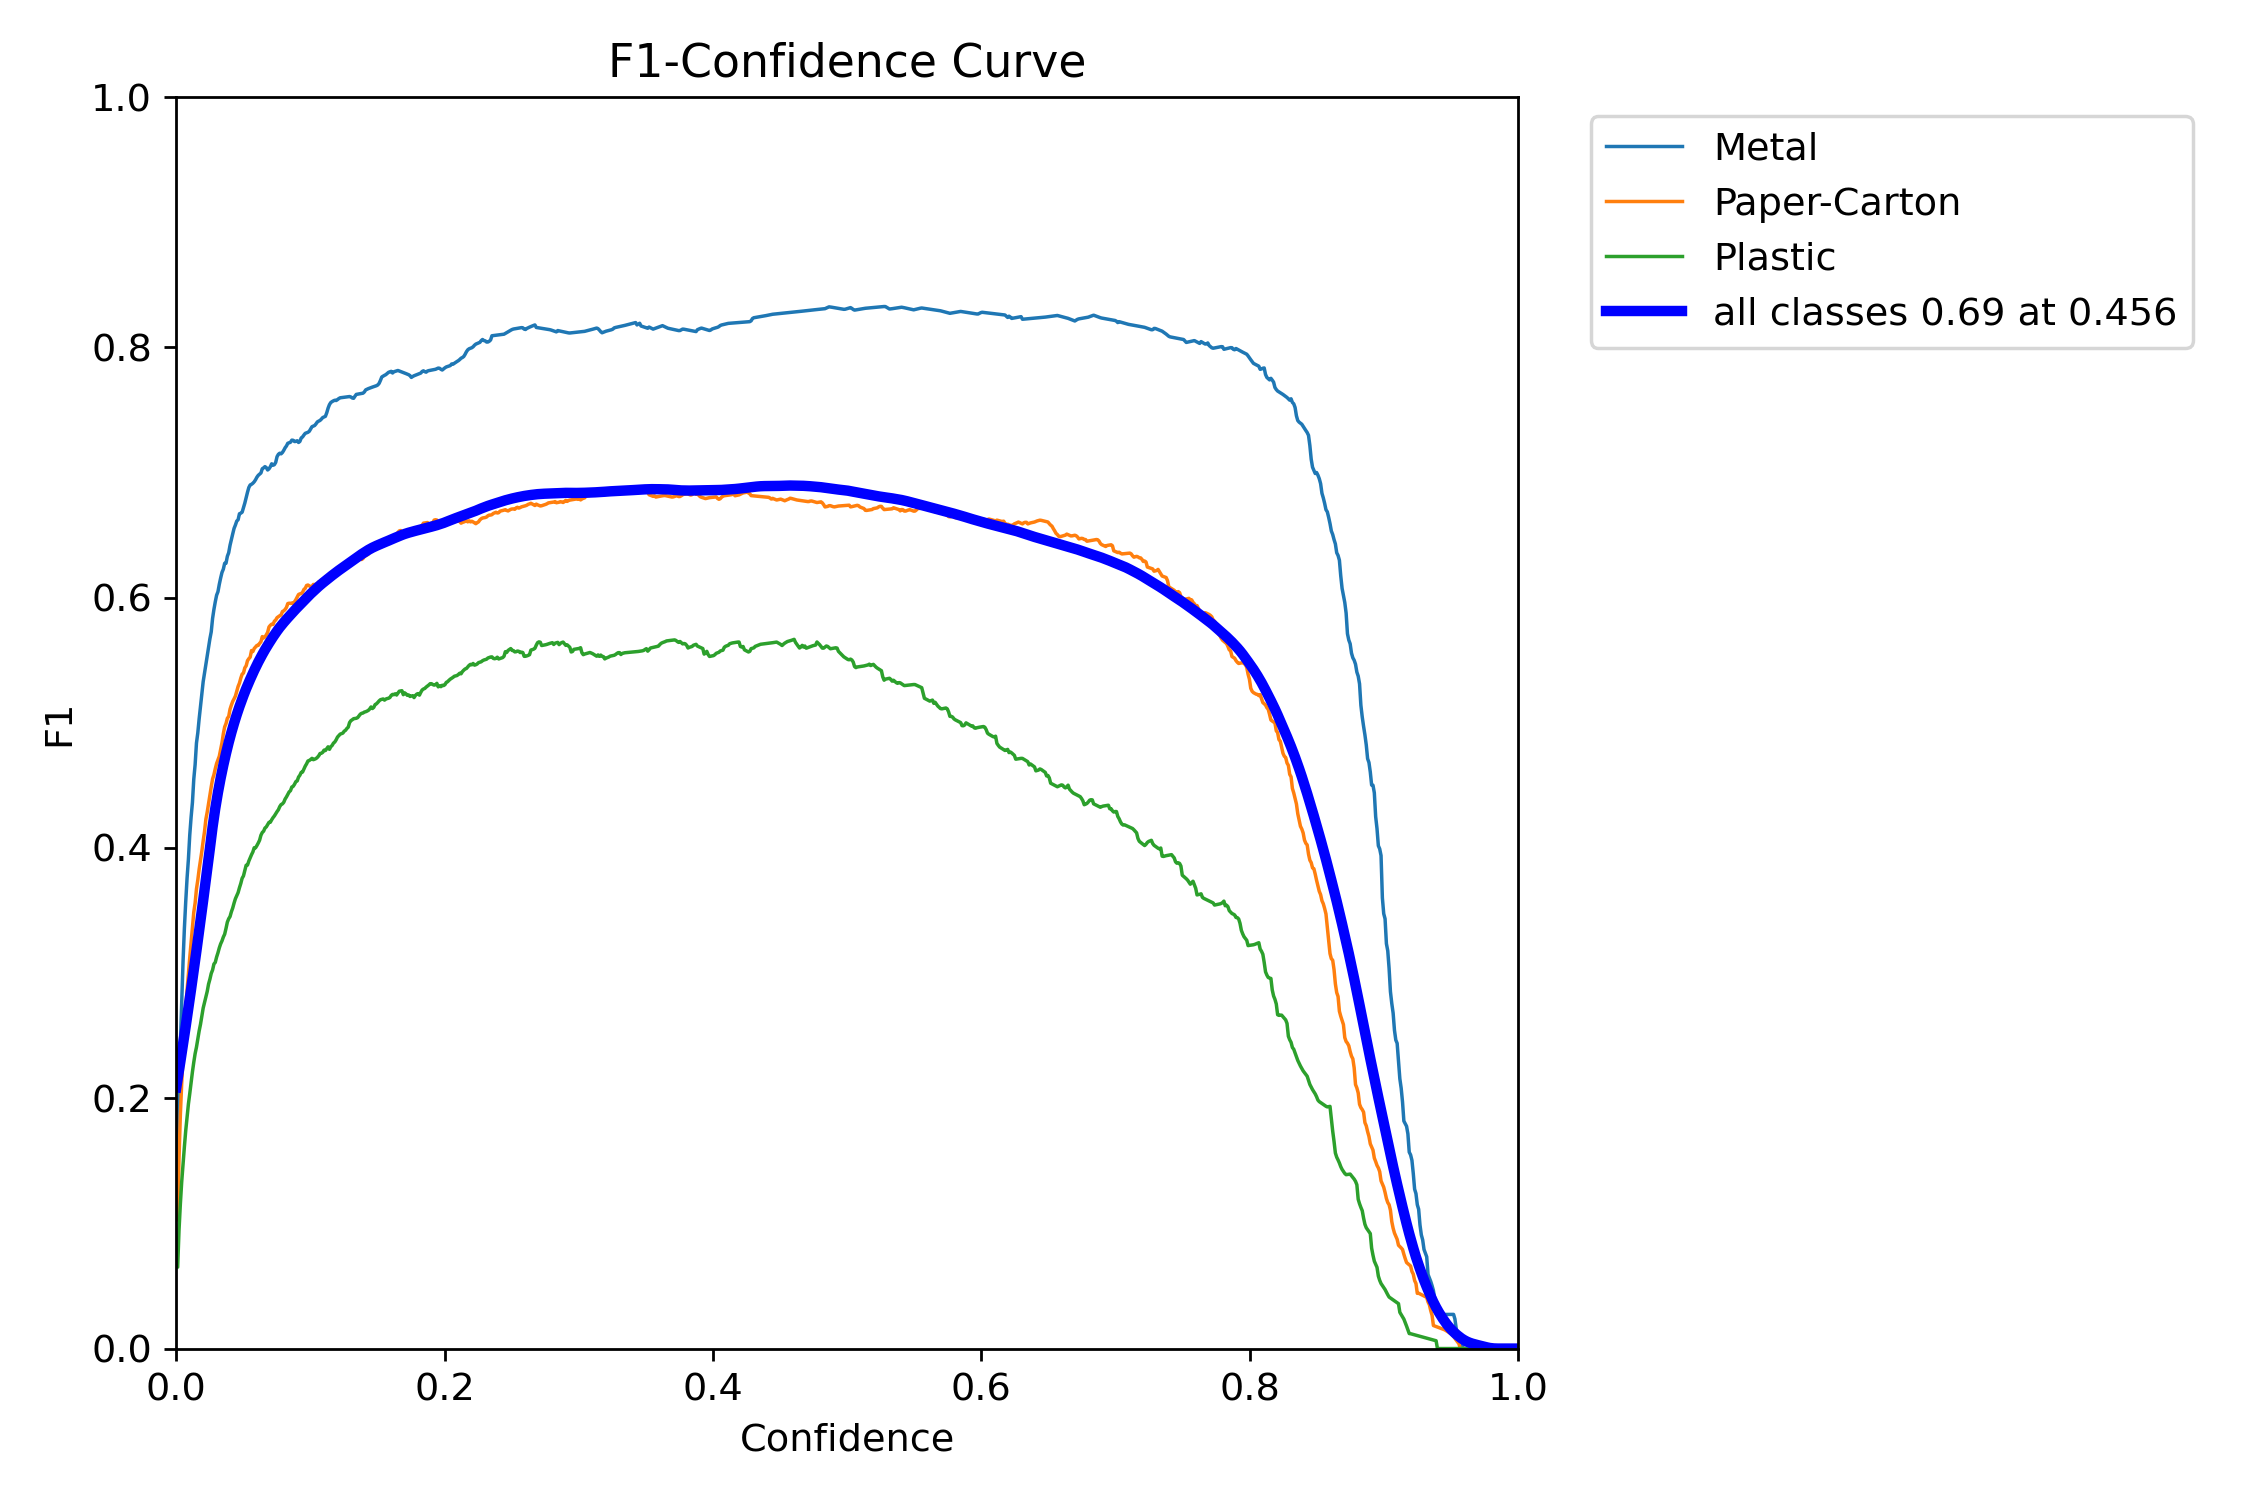 F1-Confidence Curve
1.0
0.8
0.6
0.4
0.2
0.0
F1
0.0 0.2 0.4 0.6 0.8 1.0
Confidence
Metal
Paper-Carton
Plastic
all classes 0.69 at 0.456